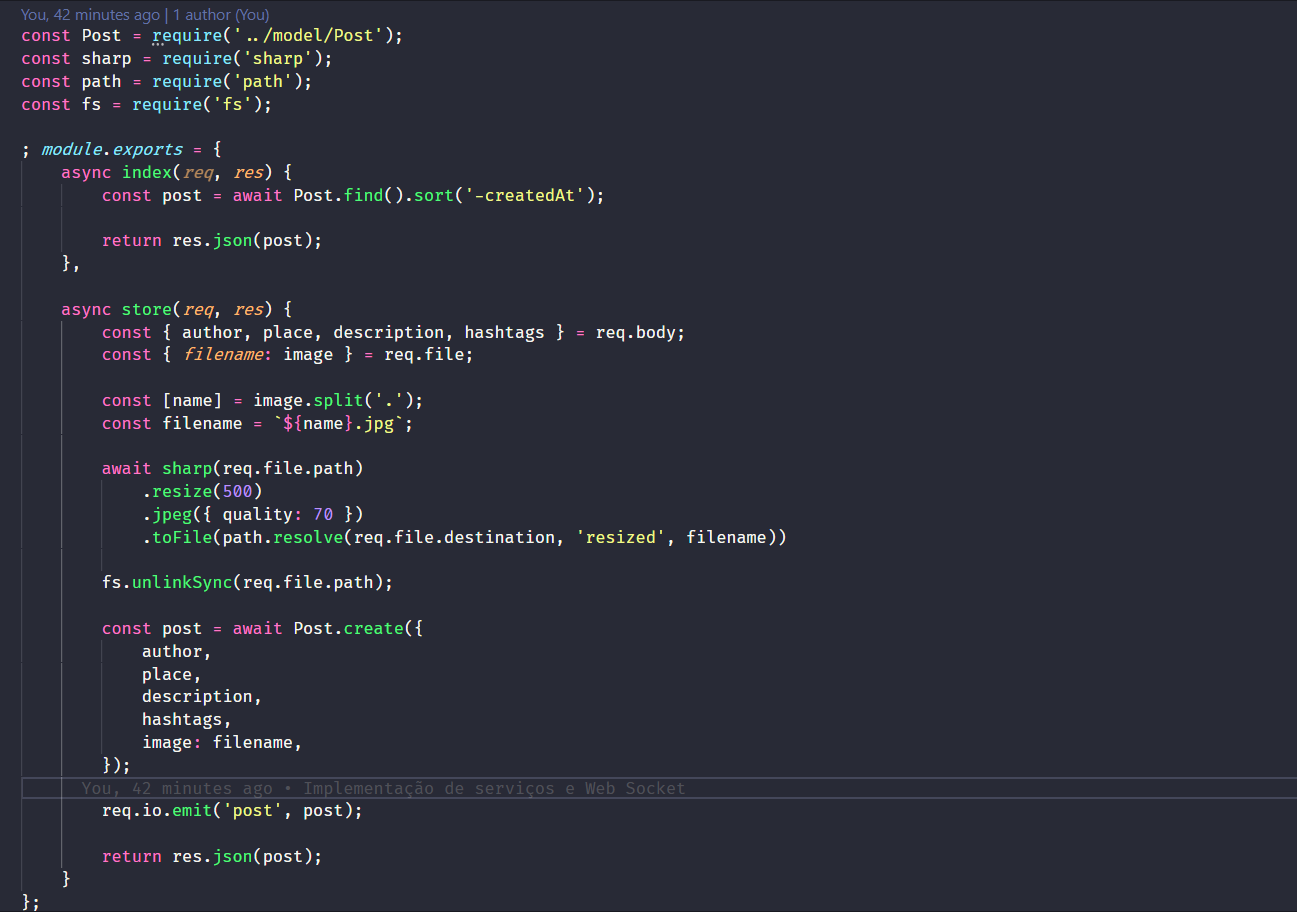 You, 42 minutes ago | 1 author (You)
const Post = require('../model/Post');
const sharp = require('sharp');
const path = require('path');
const fs = require('fs');
; module.exports = {
    async index(req, res) {
        const post = await Post.find().sort('-createdAt');
        return res.json(post);
    },
    async store(req, res) {
        const { author, place, description, hashtags } = req.body;
        const { filename: image } = req.file;
        const [name] = image.split('.');
        const filename = `${name}.jpg`;
        await sharp(req.file.path)
            .resize(500)
            .jpeg({ quality: 70 })
            .toFile(path.resolve(req.file.destination, 'resized', filename))
        fs.unlinkSync(req.file.path);
        const post = await Post.create({
            author,
            place,
            description,
            hashtags,
            image: filename,
        });
You, 42 minutes ago • Implementação de serviços e Web Socket
        req.io.emit('post', post);
        return res.json(post);
    }
};